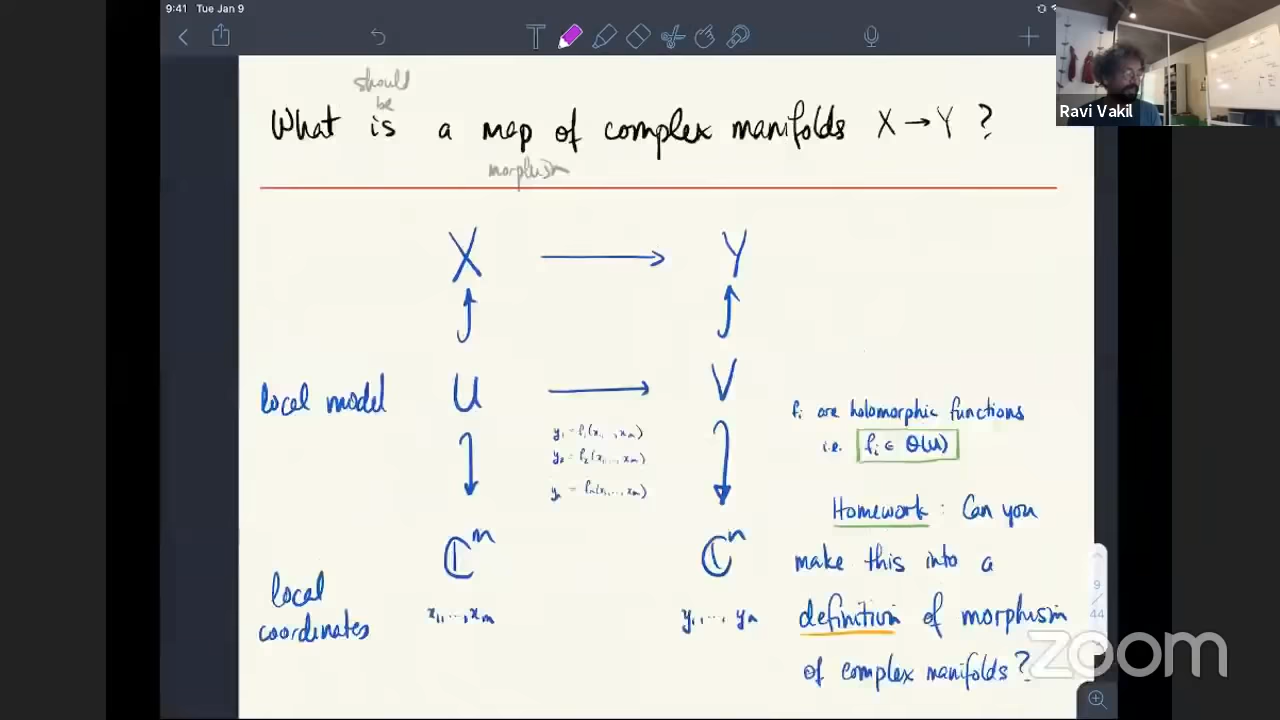 9:41 Tue Jan 9
Ravi Vakil
should
be
What is a map of complex manifolds X → Y ?
morphism
X → Y
local model U → V
y₁ = f₁(x₁,..,xₘ)
y₂ = f₂(x₁,...,xₘ)
yₙ = fₙ(x₁,...,xₘ)
fᵢ are holomorphic functions
i.e. fᵢ ∈ O(U)
Homework : Can you
make this into a
definition of morphism
of complex manifolds ?
ℂᵐ ℂⁿ
local
coordinates
x₁,...,xₘ y₁,..., yₙ
9
44
zoom